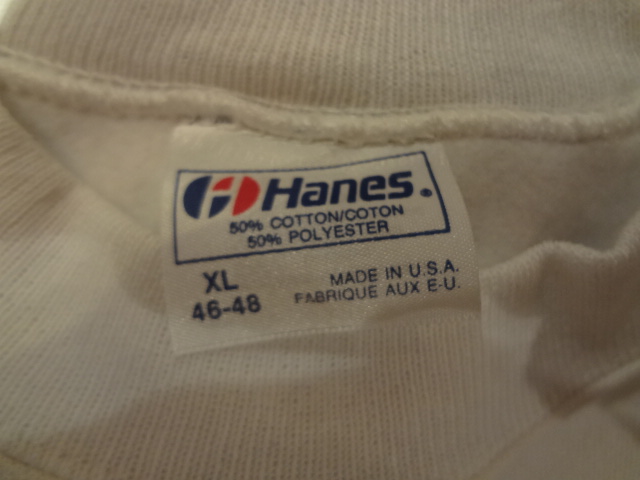 Hanes.
50% COTTON/COTON
50% POLYESTER
XL
46-48
MADE IN U.S.A.
FABRIQUE AUX E-U.